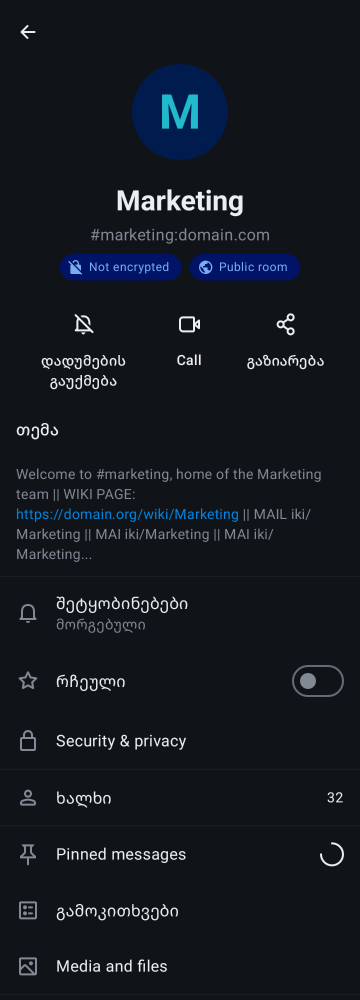 M
Marketing
#marketing:domain.com
Not encrypted
Public room
დადუმების
გაუქმება
Call
გაზიარება
თემა
Welcome to #marketing, home of the Marketing
team || WIKI PAGE:
https://domain.org/wiki/Marketing || MAIL iki/
Marketing || MAI iki/Marketing || MAI iki/
Marketing...
შეტყობინებები
მორგებული
რჩეული
Security & privacy
ხალხი 32
Pinned messages
გამოკითხვები
Media and files